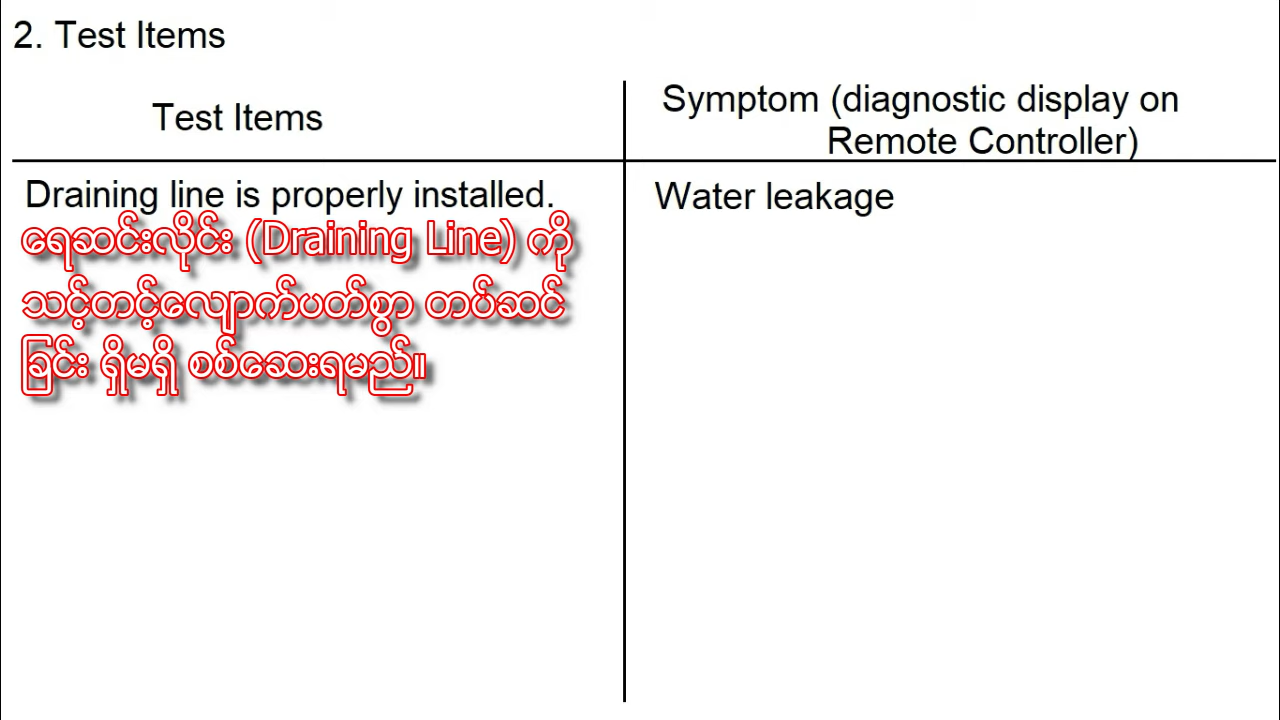 2. Test Items
Test Items
Symptom (diagnostic display on
Remote Controller)
Draining line is properly installed.
Water leakage
ရေဆင်းလိုင်း (Draining Line) ကို
သင့်တင့်လျောက်ပတ်စွာ တပ်ဆင်
ခြင်း ရှိမရှိ စစ်ဆေးရမည်။